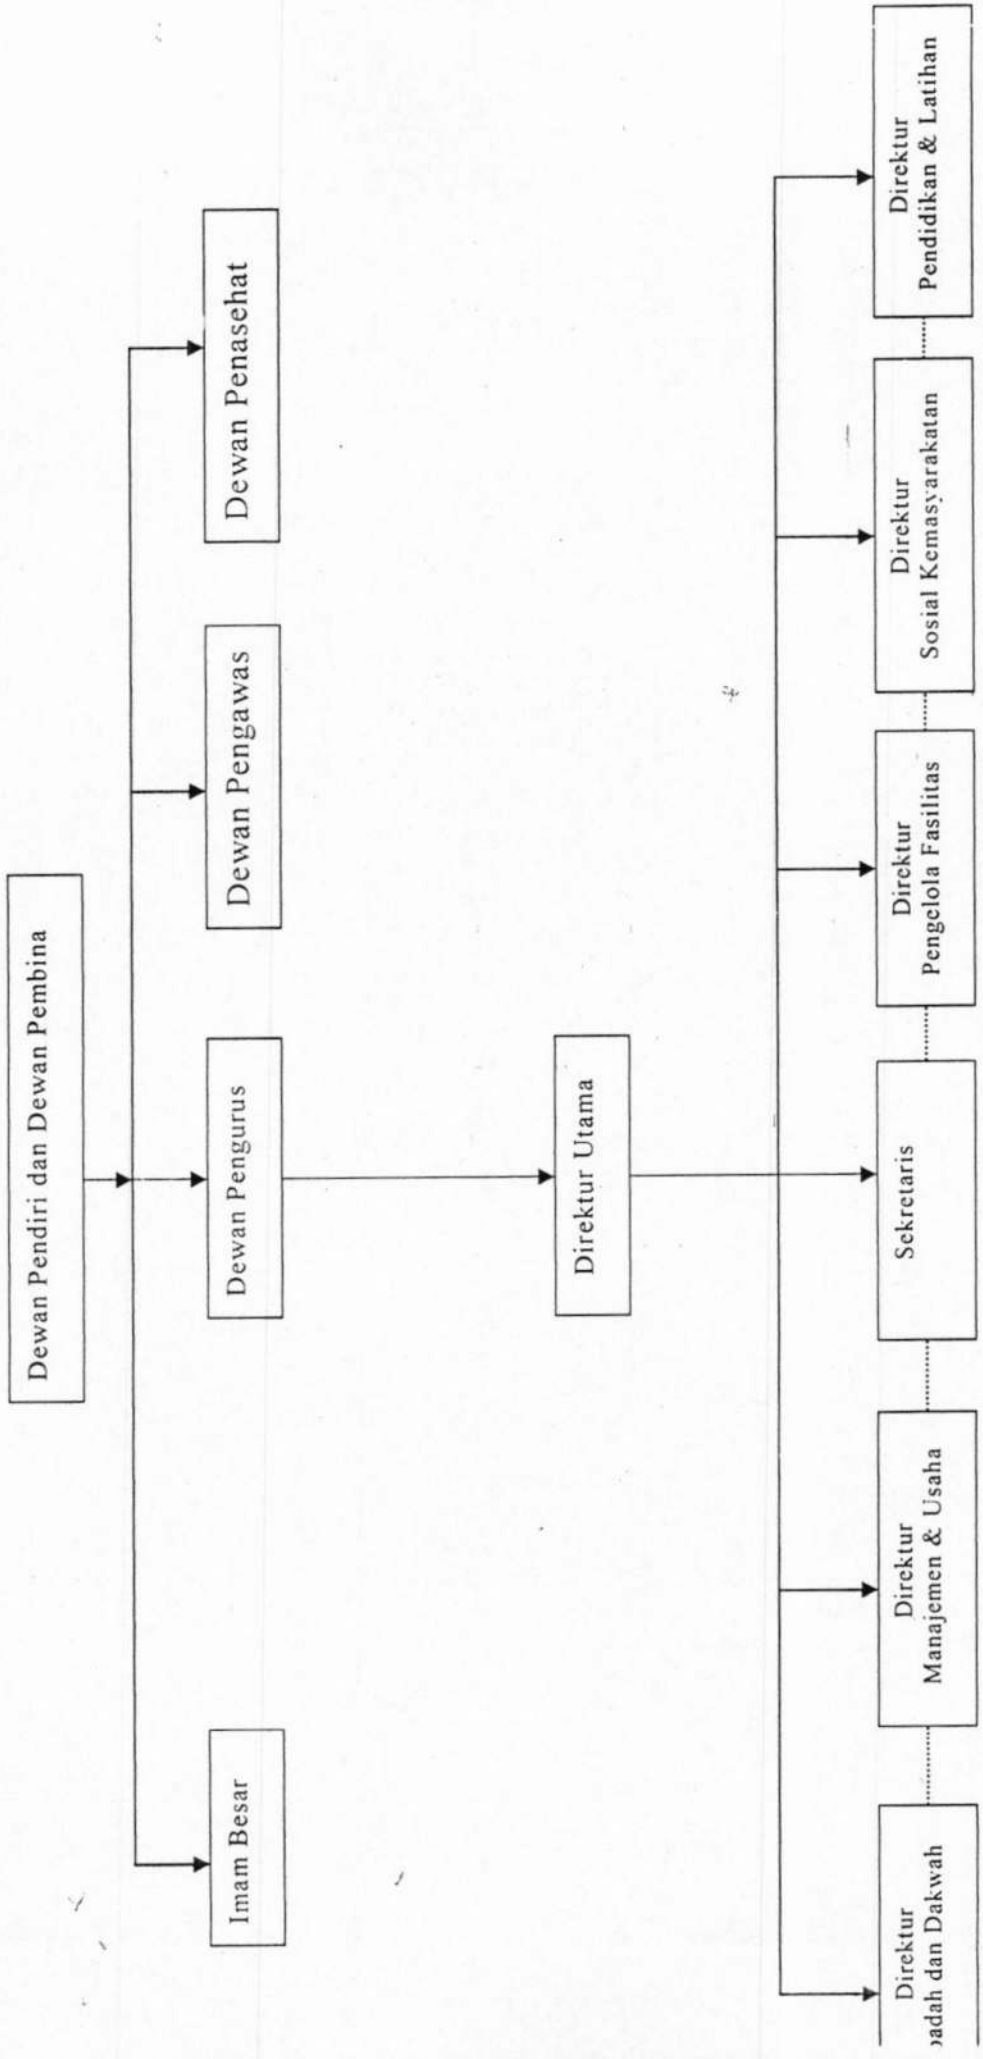 Dewan Pendiri dan Dewan Pembina
Imam Besar
Dewan Pengurus
Dewan Pengawas
Dewan Penasehat
Direktur Utama
Direktur
dan Dakwah
Direktur
Manajemen & Usaha
Sekretaris
Direktur
Pengelola Fasilitas
Direktur
Sosial Kemasyarakatan
Direktur
Pendidikan & Latihan